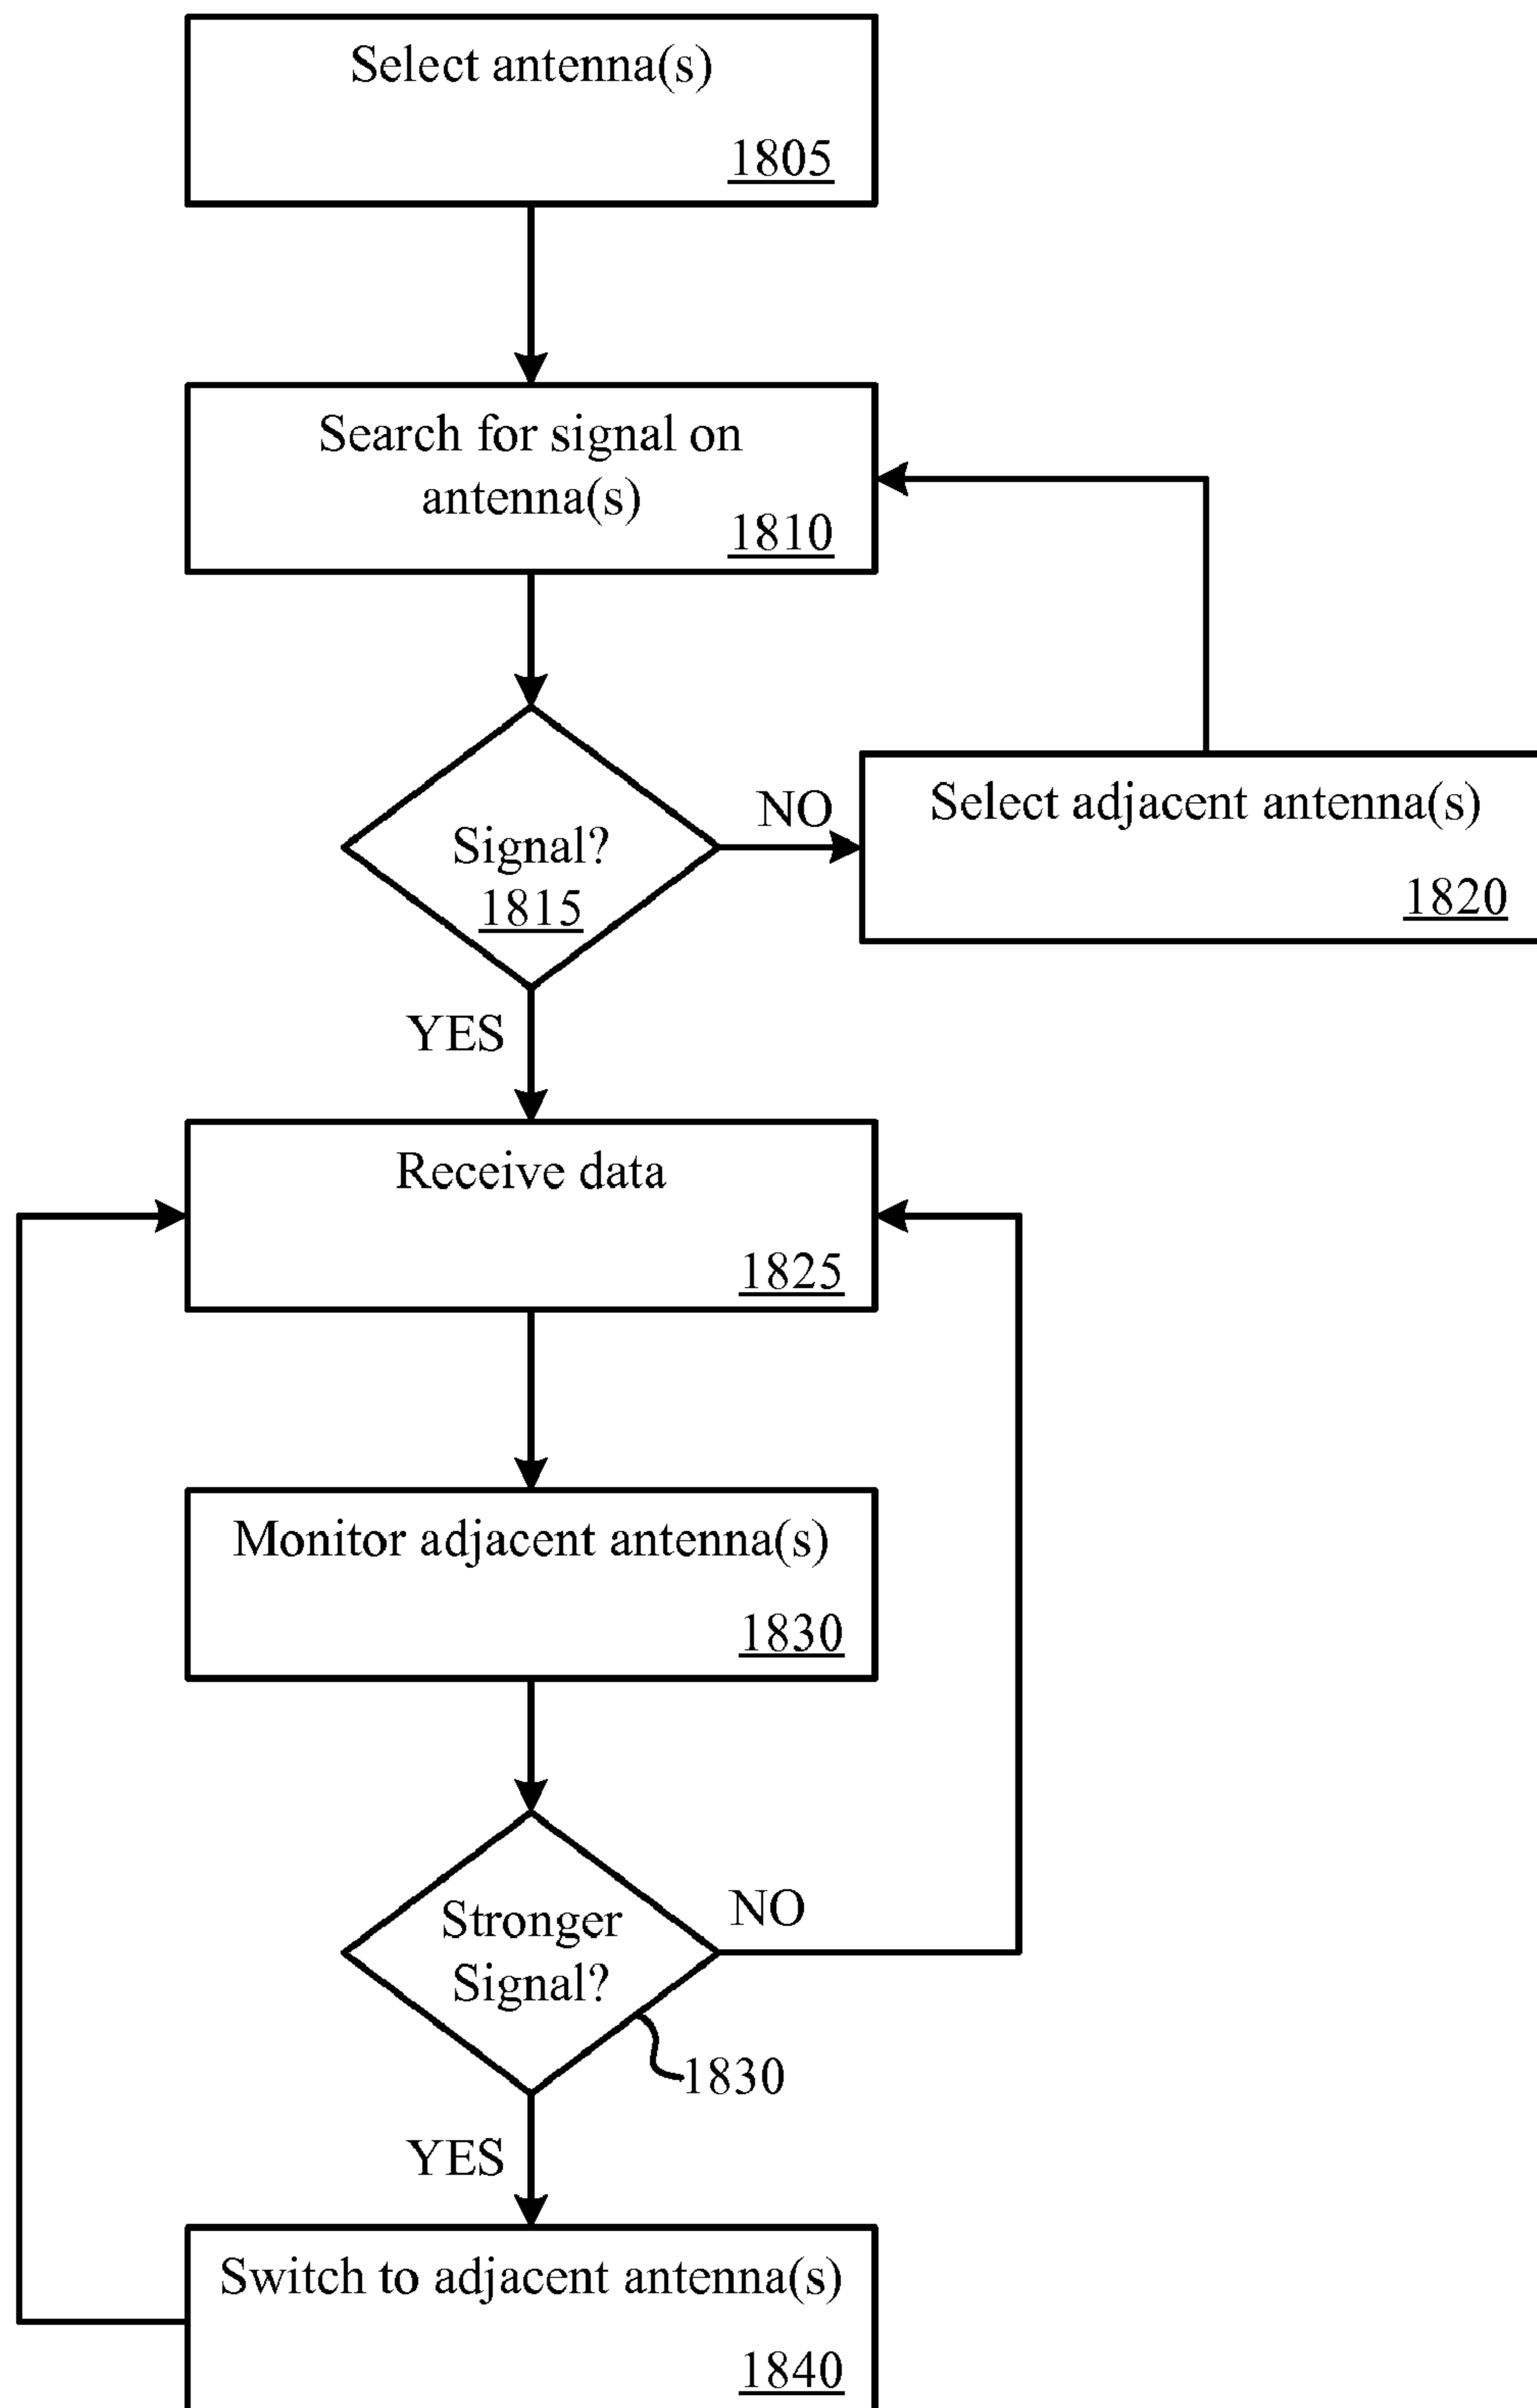 Select antenna(s)
1805
Search for signal on
antenna(s)
1810
Signal?
1815
NO
Select adjacent antenna(s)
1820
YES
Receive data
1825
Monitor adjacent antenna(s)
1830
Stronger
Signal?
NO
1830
YES
Switch to adjacent antenna(s)
1840